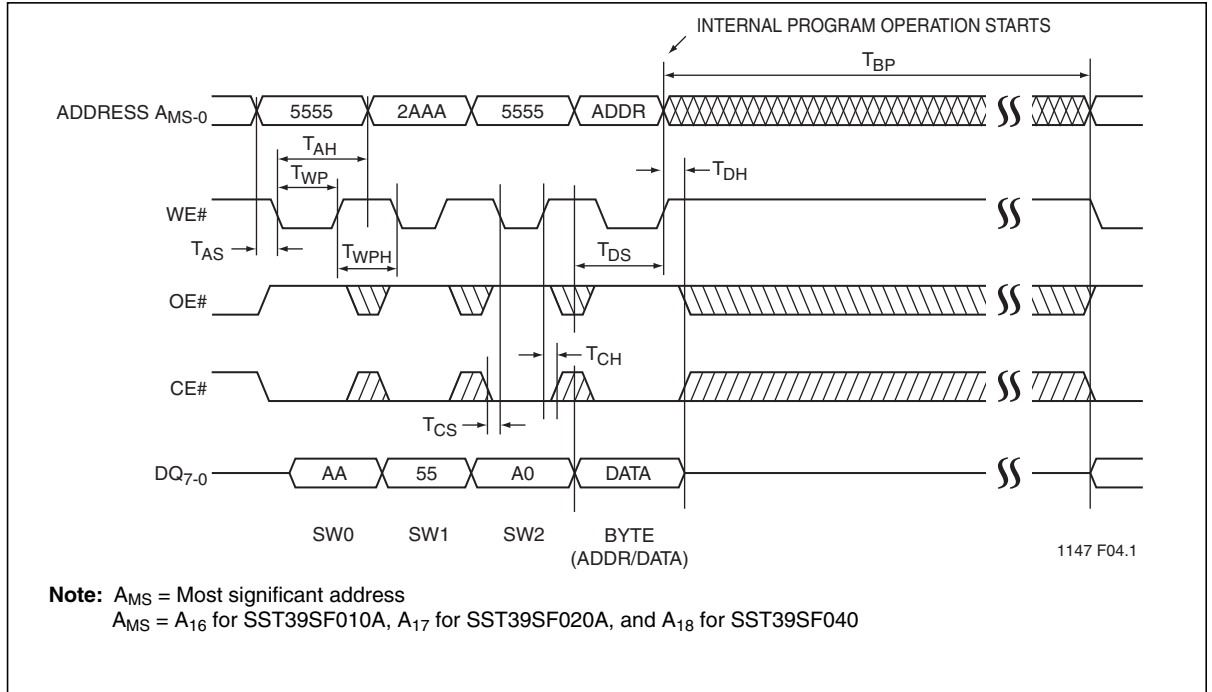 INTERNAL PROGRAM OPERATION STARTS
TBP
ADDRESS AMS-0 5555 2AAA 5555 ADDR
TAH
TDH
TWP
WE#
TAS
TWPH
TDS
OE#
TCH
CE#
TCS
DQ7-0 AA 55 A0 DATA
SW0 SW1 SW2 BYTE
(ADDR/DATA)
1147 F04.1
Note: AMS = Most significant address
AMS = A16 for SST39SF010A, A17 for SST39SF020A, and A18 for SST39SF040